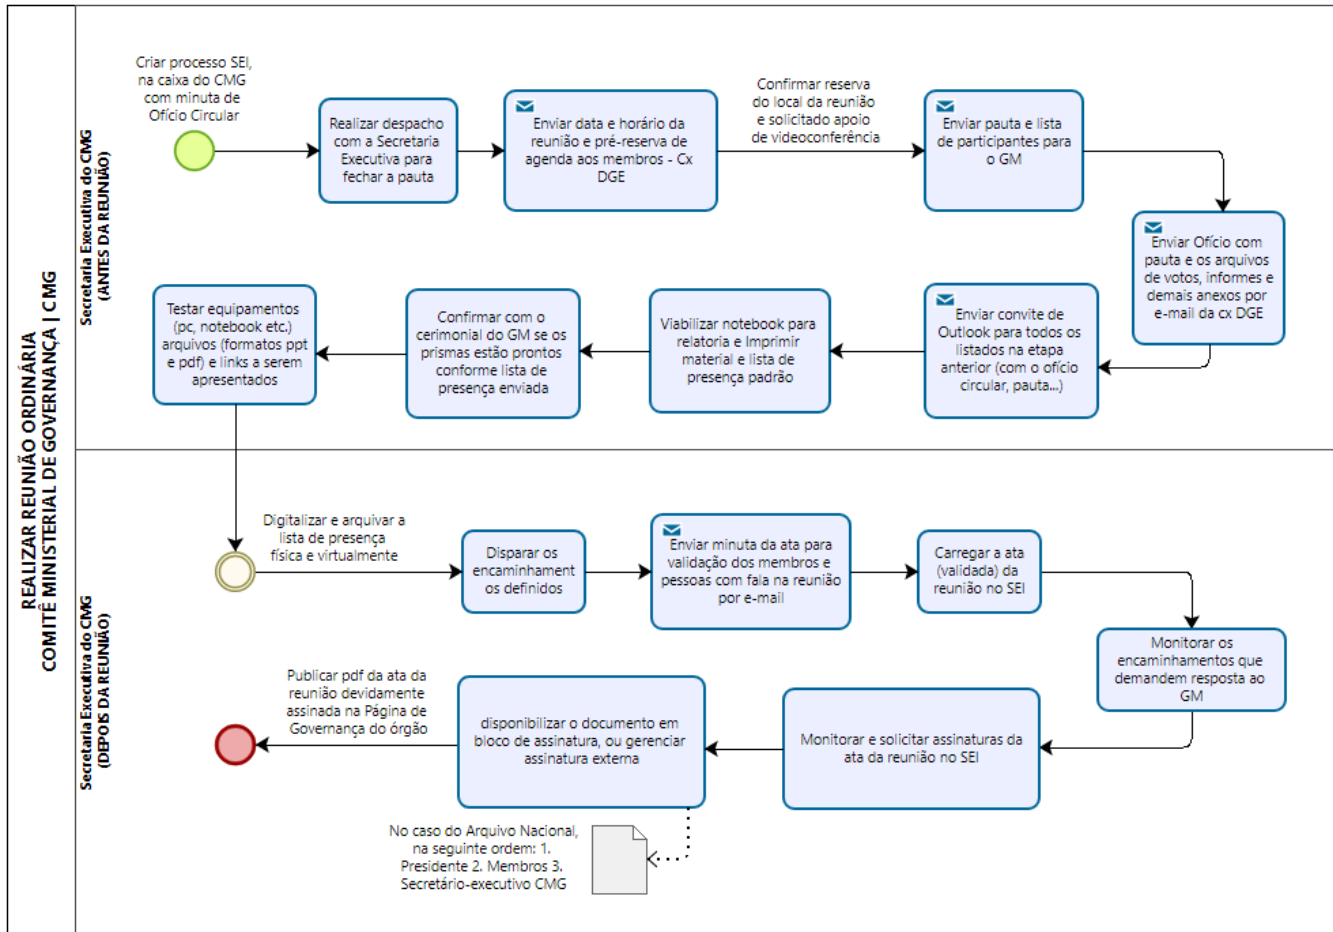 REALIZAR REUNIÃO ORDINÁRIA
COMITÊ MINISTERIAL DE GOVERNANÇA | CMG
Secretaria Executiva do CMG
(ANTES DA REUNIÃO)
Criar processo SEI,
na caixa do CMG
com minuta de
Ofício Circular
Realizar despacho
com a Secretaria
Executiva para
fechar a pauta
Enviar data e horário da
reunião e pré-reserva de
agenda aos membros - Cx
DGE
Confirmar reserva
do local da reunião
e solicitado apoio
de videoconferência
Enviar pauta e lista
de participantes para
o GM
Enviar Ofício com
pauta e os arquivos
de votos, informes e
demais anexos por
e-mail da cx DGE
Enviar convite de
Outlook para todos os
listados na etapa
anterior (com o ofício
circular, pauta...)
Viabilizar notebook para
relatoria e Imprimir
material e lista de
presença padrão
Confirmar com o
cerimonial do GM se os
prismas estão prontos
conforme lista de
presença enviada
Testar equipamentos
(pc, notebook etc.)
arquivos (formatos ppt
e pdf) e links a serem
apresentados
Secretaria Executiva do CMG
(DEPOIS DA REUNIÃO)
Digitalizar e arquivar a
lista de presença
física e virtualmente
Disparar os
encaminhament
os definidos
Enviar minuta da ata para
validação dos membros e
pessoas com fala na reunião
por e-mail
Carregar a ata
(validada) da
reunião no SEI
Monitorar os
encaminhamentos que
demandem resposta ao
GM
Monitorar e solicitar assinaturas da
ata da reunião no SEI
disponibilizar o documento em
bloco de assinatura, ou gerenciar
assinatura externa
Publicar pdf da ata da
reunião devidamente
assinada na Página de
Governança do órgão
No caso do Arquivo Nacional,
na seguinte ordem: 1.
Presidente 2. Membros 3.
Secretário-executivo CMG